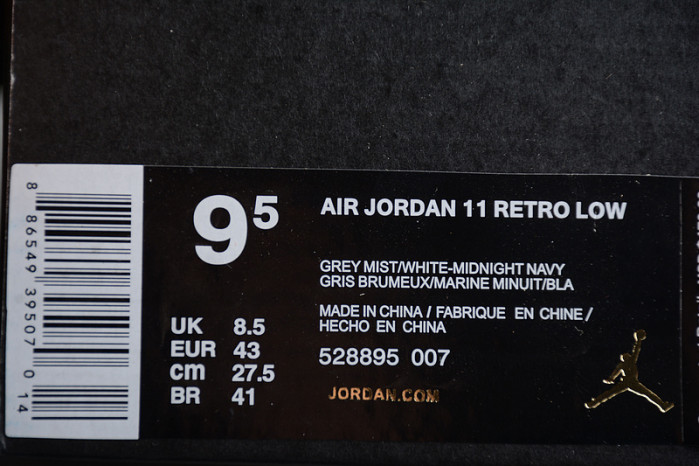 9⁵
AIR JORDAN 11 RETRO LOW
GREY MIST/WHITE-MIDNIGHT NAVY
GRIS BRUMEUX/MARINE MINUIT/BLA
MADE IN CHINA / FABRIQUE EN CHINE /
HECHO EN CHINA
UK 8.5
EUR 43
cm 27.5
BR 41
528895 007
JORDAN.COM
8 86549 39507 0 14